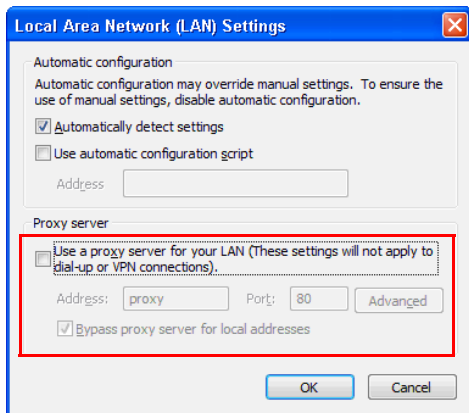 Local Area Network (LAN) Settings
Automatic configuration
Automatic configuration may override manual settings. To ensure the
use of manual settings, disable automatic configuration.
Automatically detect settings
Use automatic configuration script
Address
Proxy server
Use a proxy server for your LAN (These settings will not apply to
dial-up or VPN connections).
Address: proxy Port: 80 Advanced
Bypass proxy server for local addresses
OK Cancel